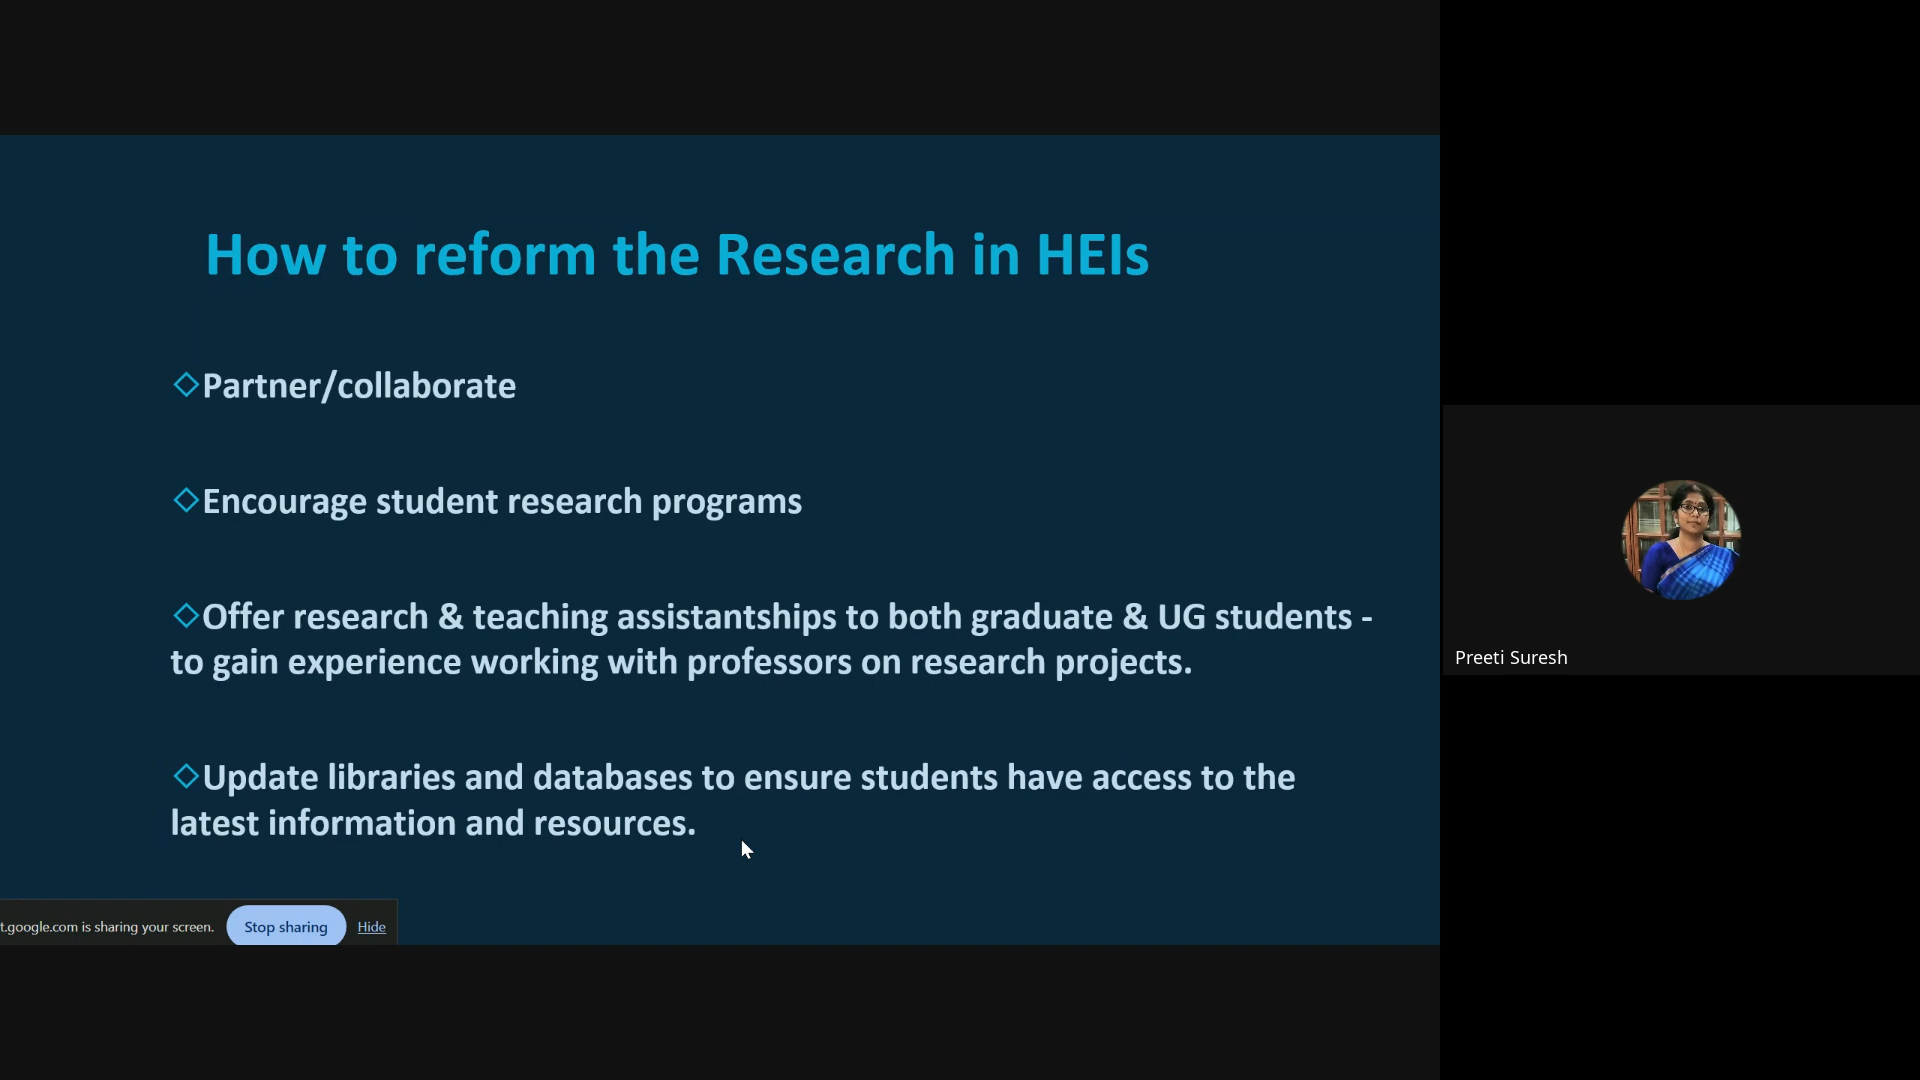 How to reform the Research in HEIs
◇Partner/collaborate
◇Encourage student research programs
◇Offer research & teaching assistantships to both graduate & UG students -
to gain experience working with professors on research projects.
◇Update libraries and databases to ensure students have access to the
latest information and resources.
t.google.com is sharing your screen. Stop sharing Hide
Preeti Suresh